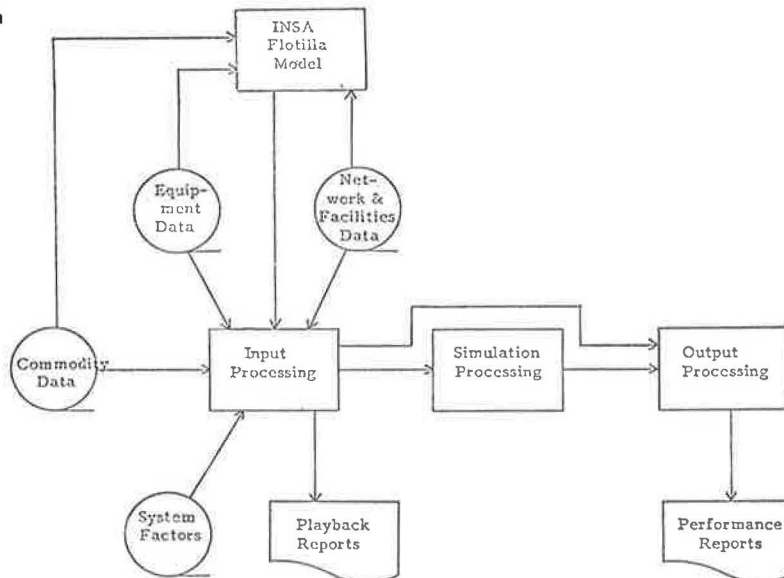 INSA
Flotilla
Model
Equip-
ment
Data
Net-
work &
Facilities
Data
Commodity
Data
Input
Processing
Simulation
Processing
Output
Processing
System
Factors
Playback
Reports
Performance
Reports